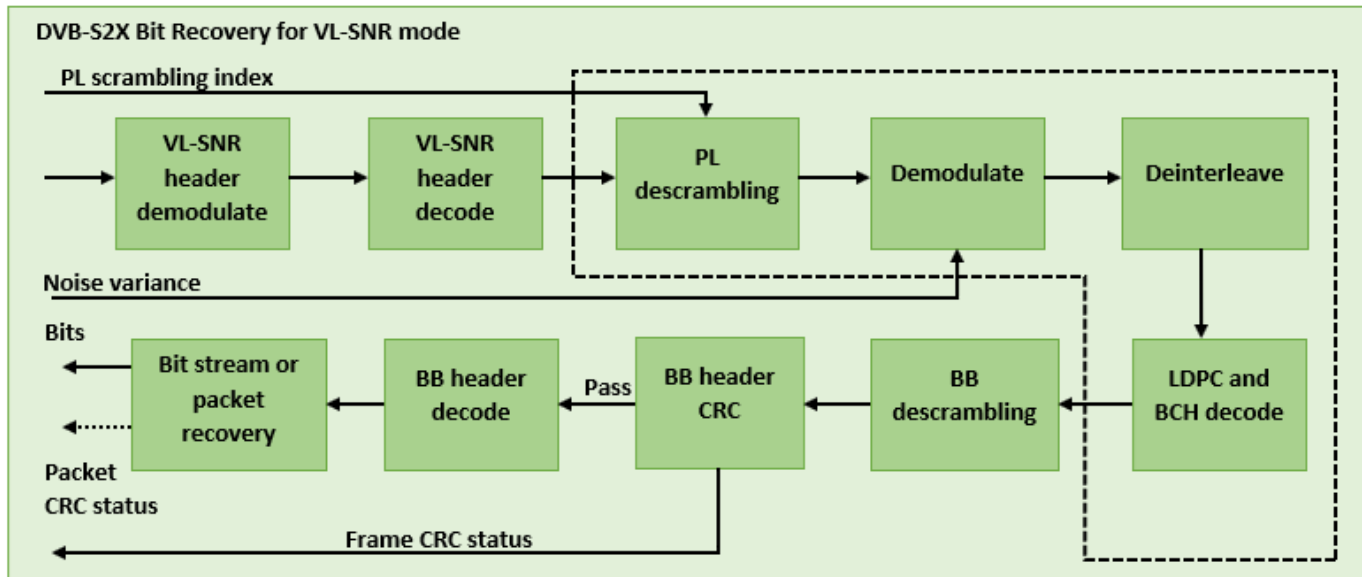 DVB-S2X Bit Recovery for VL-SNR mode
PL scrambling index
VL-SNR
header
demodulate
VL-SNR
header
decode
PL
descrambling
Demodulate
Deinterleave
Noise variance
Bits
Bit stream or
packet
recovery
BB header
decode
Pass
BB header
CRC
BB
descrambling
LDPC and
BCH decode
Packet
CRC status
Frame CRC status